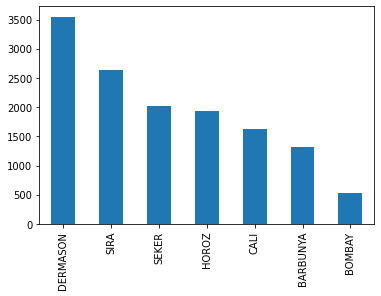 3500
3000
2500
2000
1500
1000
500
0
DERMASON
SIRA
SEKER
HOROZ
CALI
BARBUNYA
BOMBAY